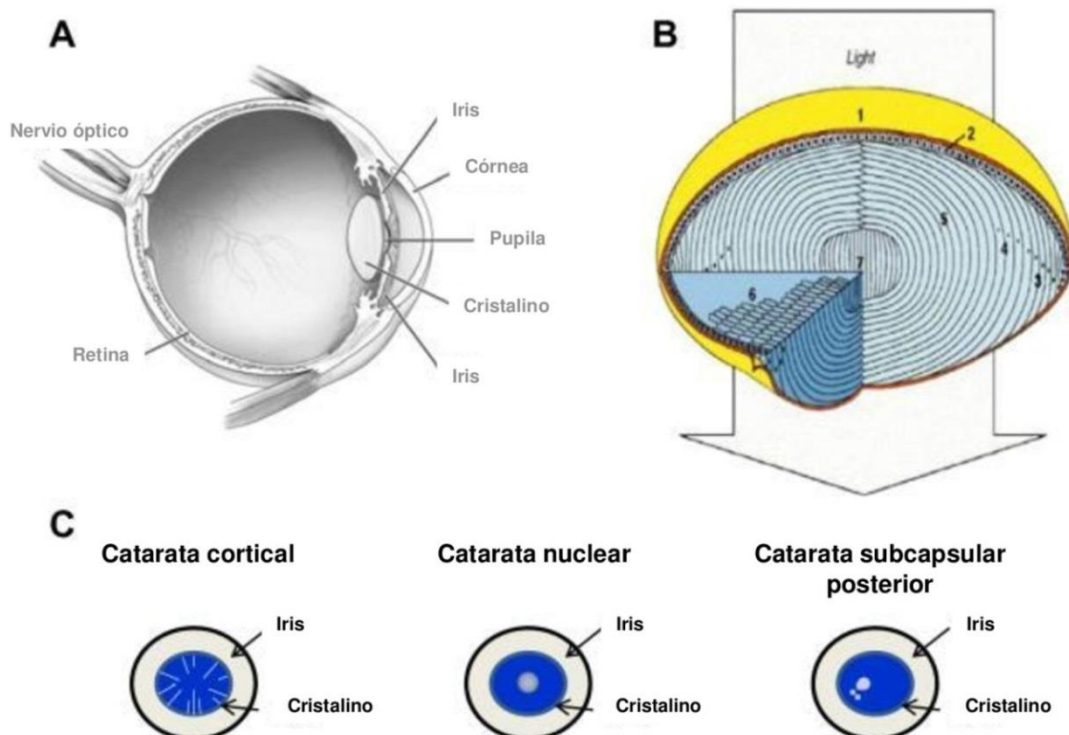 A
Nervio óptico
Iris
Córnea
Pupila
Cristalino
Retina
Iris
B
Light
1
2
5
4
7
3
6
C
Catarata cortical
Iris
Cristalino
Catarata nuclear
Iris
Cristalino
Catarata subcapsular
posterior
Iris
Cristalino